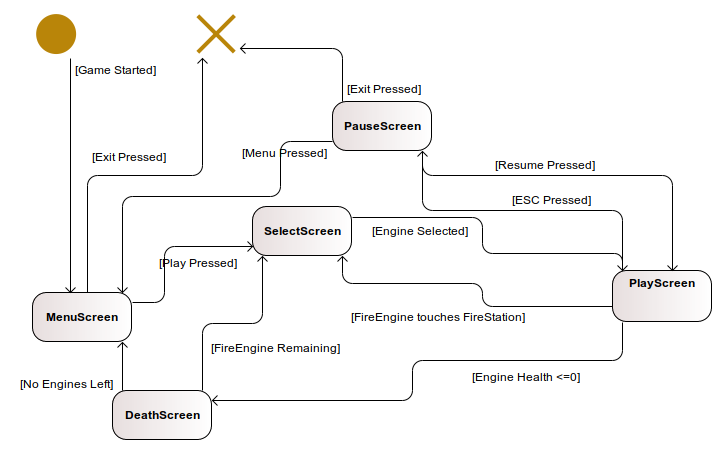 [Game Started]
[Exit Pressed]
PauseScreen
[Exit Pressed]
[Menu Pressed]
[Resume Pressed]
[ESC Pressed]
SelectScreen
[Engine Selected]
[Play Pressed]
PlayScreen
MenuScreen
[FireEngine touches FireStation]
[FireEngine Remaining]
[Engine Health <=0]
[No Engines Left]
DeathScreen